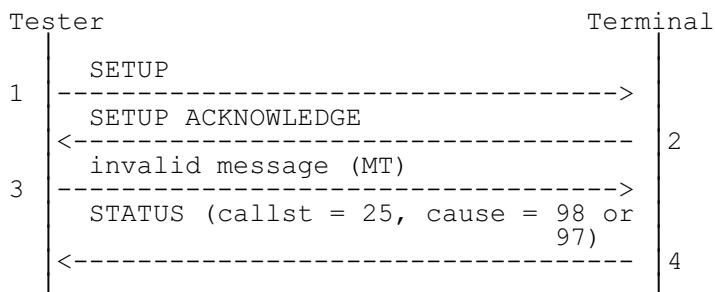 Tester Terminal
SETUP
1 |----------------------------------->
SETUP ACKNOWLEDGE
<----------------------------------- 2
invalid message (MT)
3 |----------------------------------->
STATUS (callst = 25, cause = 98 or
97)
<----------------------------------- 4